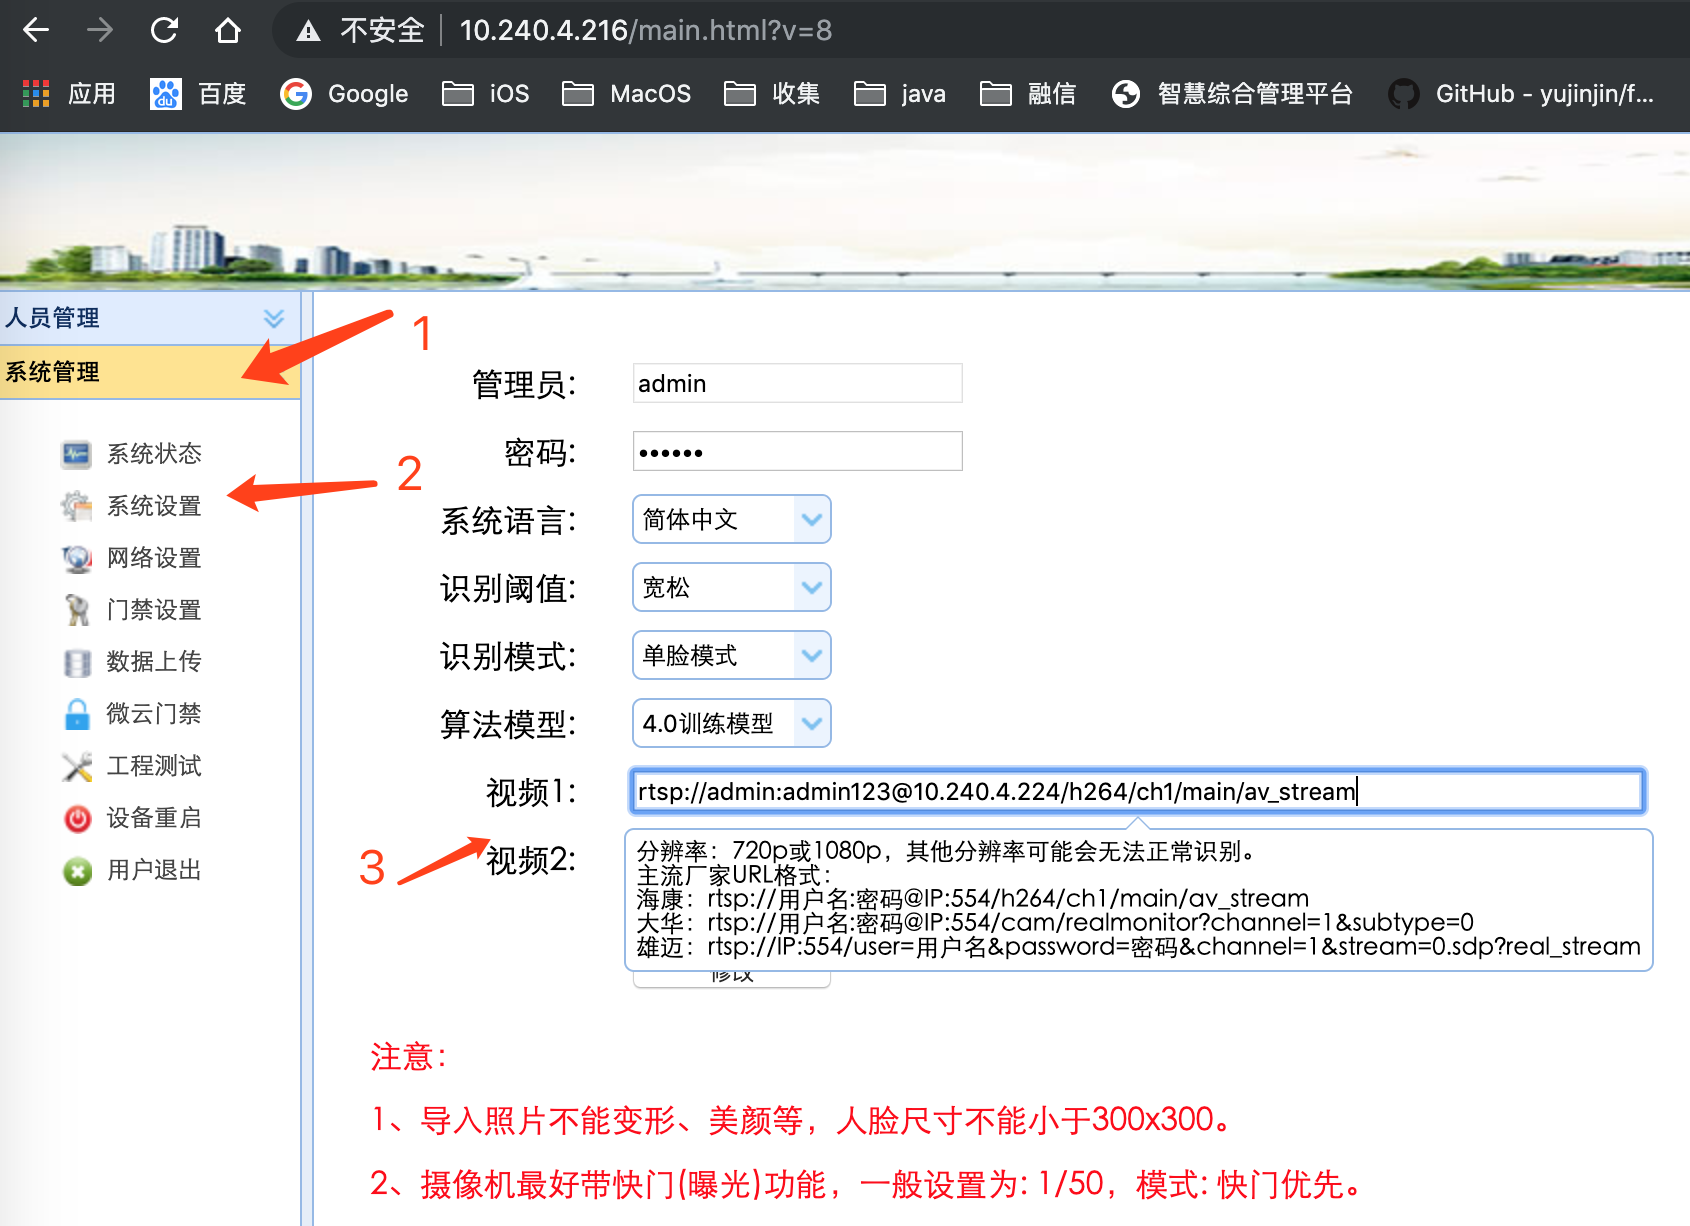 不安全 10.240.4.216/main.html?v=8
应用 百度 Google iOS MacOS 收集 java 融信 智慧综合管理平台 GitHub - yujinjin/f...
人员管理
系统管理
1
系统状态
系统设置
2
网络设置
门禁设置
数据上传
微云门禁
工程测试
设备重启
用户退出
管理员: admin
密码: ••••••
系统语言: 简体中文
识别阈值: 宽松
识别模式: 单脸模式
算法模型: 4.0训练模型
视频1: rtsp://admin:admin123@10.240.4.224/h264/ch1/main/av_stream
3
视频2:
分辨率：720p或1080p，其他分辨率可能会无法正常识别。
主流厂家URL格式：
海康：rtsp://用户名:密码@IP:554/h264/ch1/main/av_stream
大华：rtsp://用户名:密码@IP:554/cam/realmonitor?channel=1&subtype=0
雄迈：rtsp://IP:554/user=用户名&password=密码&channel=1&stream=0.sdp?real_stream
修改
注意：
1、导入照片不能变形、美颜等，人脸尺寸不能小于300x300。
2、摄像机最好带快门(曝光)功能，一般设置为: 1/50，模式: 快门优先。